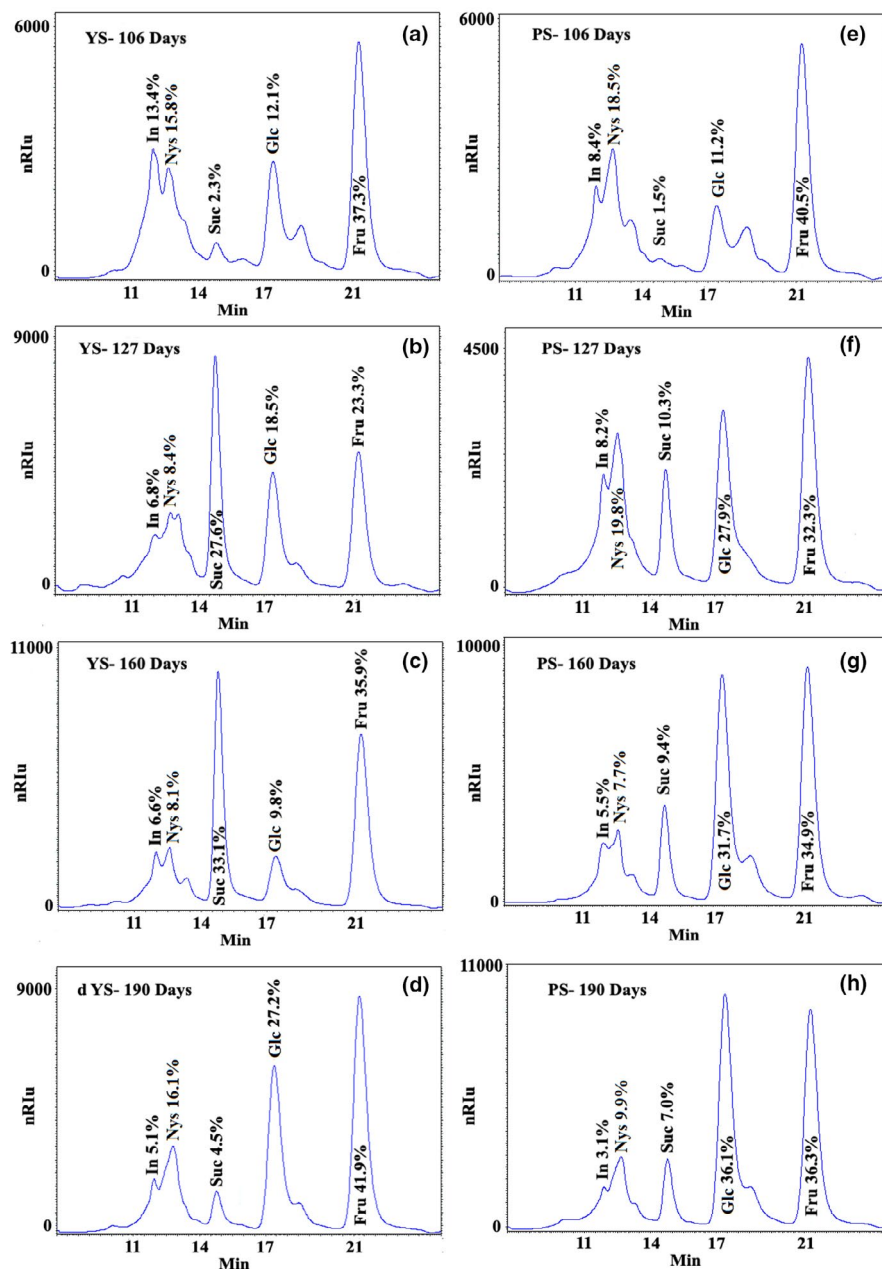 6000
YS- 106 Days
(a)
In 13.4%
Nys 15.8%
Suc 2.3%
Glc 12.1%
Fru 37.3%
nRIu
0
11 14 17 21
Min
6000
PS- 106 Days
(e)
In 8.4%
Nys 18.5%
Suc 1.5%
Glc 11.2%
Fru 40.5%
nRIu
0
11 14 17 21
Min
9000
YS- 127 Days
(b)
In 6.8%
Nys 8.4%
Suc 27.6%
Glc 18.5%
Fru 23.3%
nRIu
0
11 14 17 21
Min
4500
PS- 127 Days
(f)
In 8.2%
Nys 19.8%
Suc 10.3%
Glc 27.9%
Fru 32.3%
nRIu
0
11 14 17 21
Min
11000
YS- 160 Days
(c)
In 6.6%
Nys 8.1%
Suc 33.1%
Glc 9.8%
Fru 35.9%
nRIu
0
11 14 17 21
Min
10000
PS- 160 Days
(g)
In 5.5%
Nys 7.7%
Suc 9.4%
Glc 31.7%
Fru 34.9%
nRIu
0
11 14 17 21
Min
9000
d YS- 190 Days
(d)
In 5.1%
Nys 16.1%
Suc 4.5%
Glc 27.2%
Fru 41.9%
nRIu
0
11 14 17 21
Min
11000
PS- 190 Days
(h)
In 3.1%
Nys 9.9%
Suc 7.0%
Glc 36.1%
Fru 36.3%
nRIu
0
11 14 17 21
Min